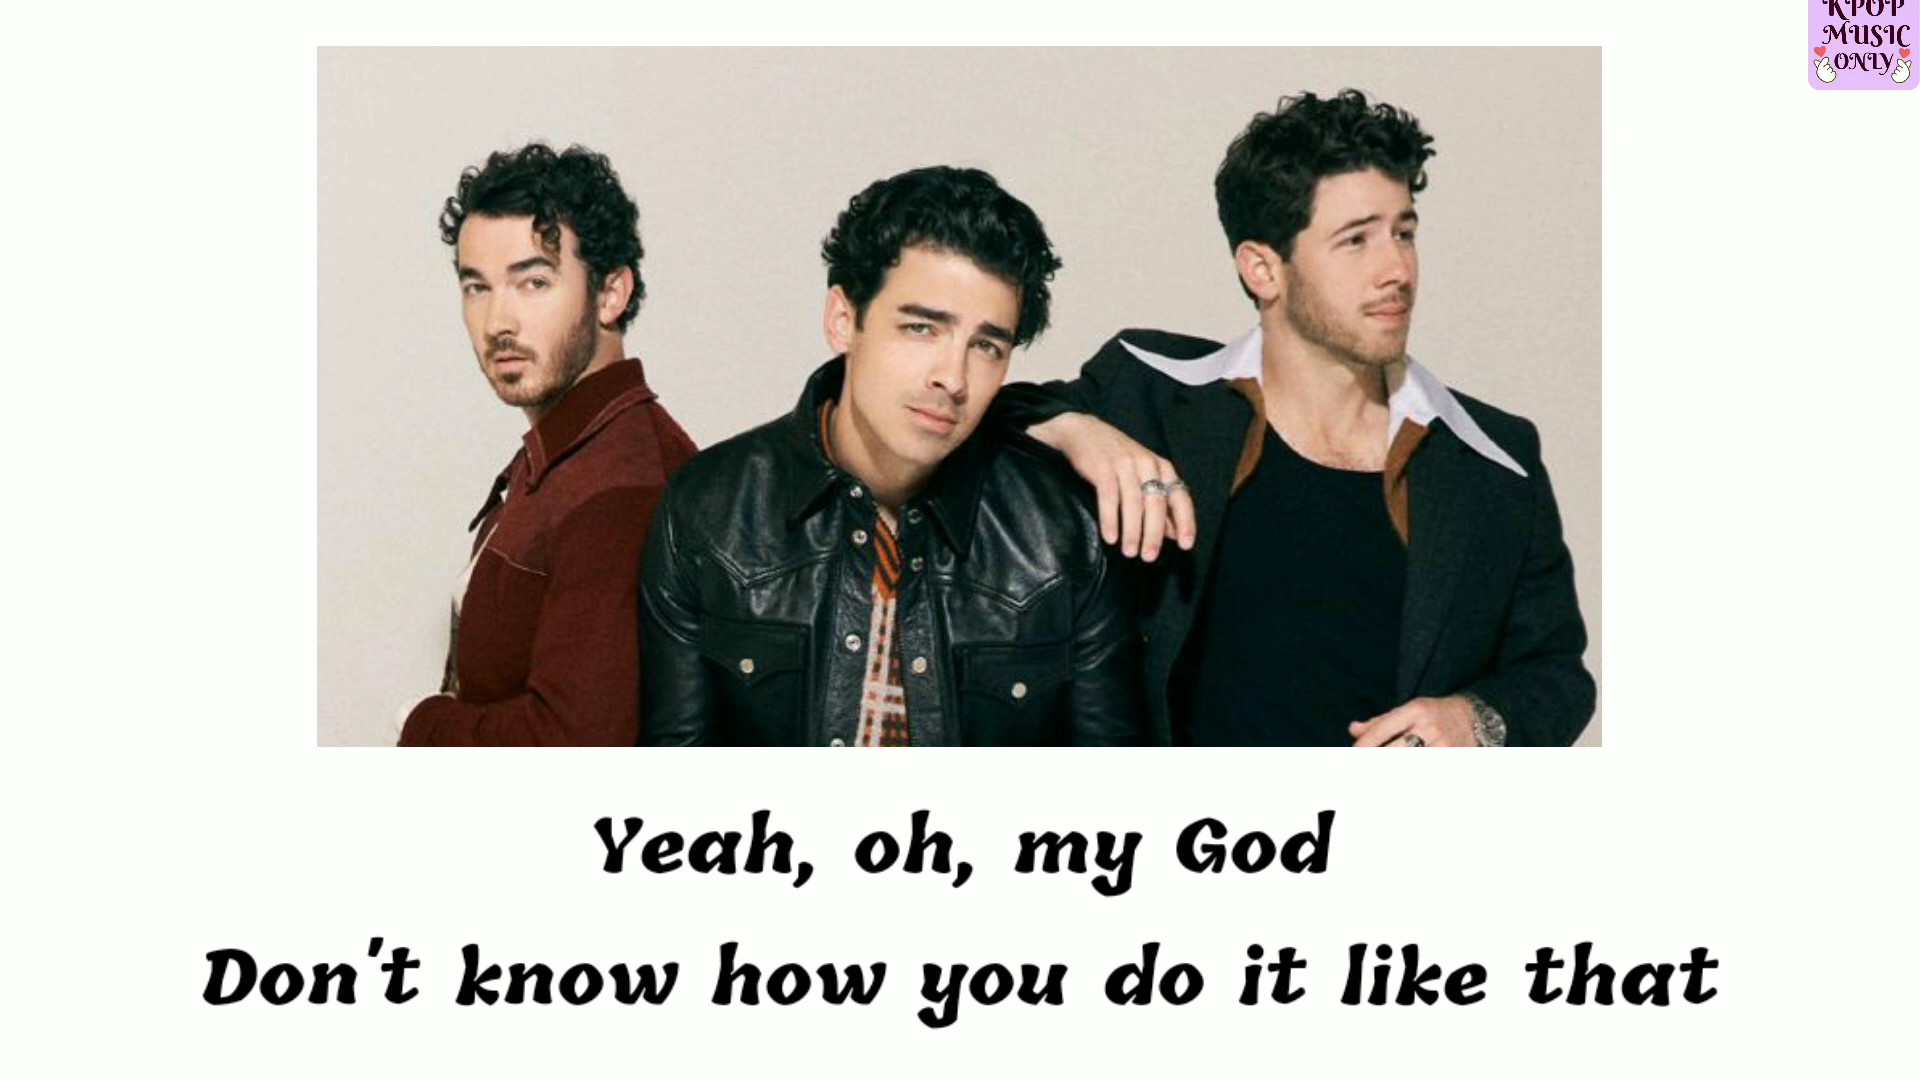 KPOP
MUSIC
ONLY
Yeah, oh, my God
Don't know how you do it like that